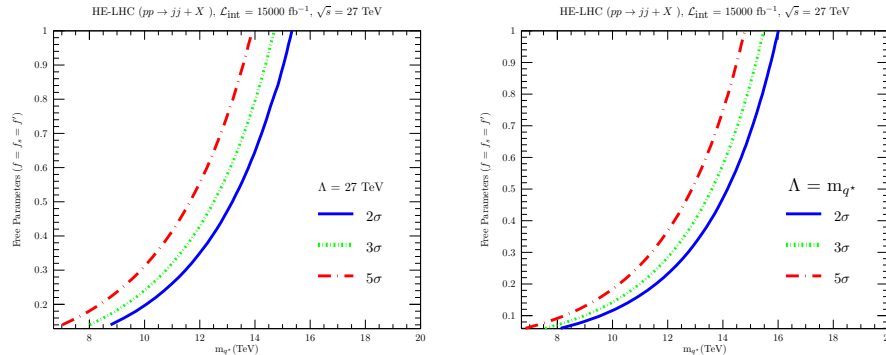 HE-LHC (pp → jj + X ), ℒint = 15000 fb⁻¹, √s = 27 TeV
Free Parameters (f = fs = f′)
1
0.9
0.8
0.7
0.6
0.5
0.4
0.3
0.2
Λ = 27 TeV
2σ
3σ
5σ
8
10
12
14
16
18
20
mq⋆(TeV)
HE-LHC (pp → jj + X ), ℒint = 15000 fb⁻¹, √s = 27 TeV
Free Parameters (f = fs = f′)
1
0.9
0.8
0.7
0.6
0.5
0.4
0.3
0.2
0.1
Λ = mq⋆
2σ
3σ
5σ
8
10
12
14
16
18
mq⋆(TeV)